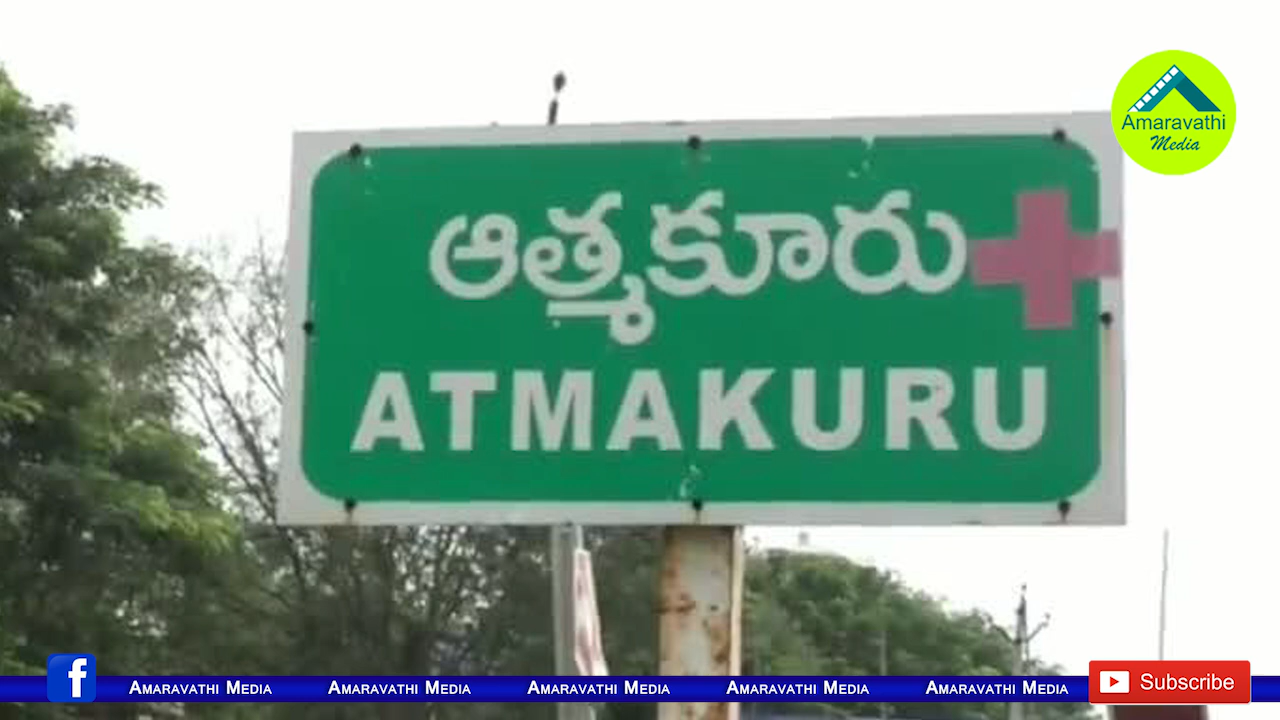 Amaravathi
Media
ఆత్మకూరు
ATMAKURU
f Amaravathi Media Amaravathi Media Amaravathi Media Amaravathi Media Amaravathi Media Subscribe